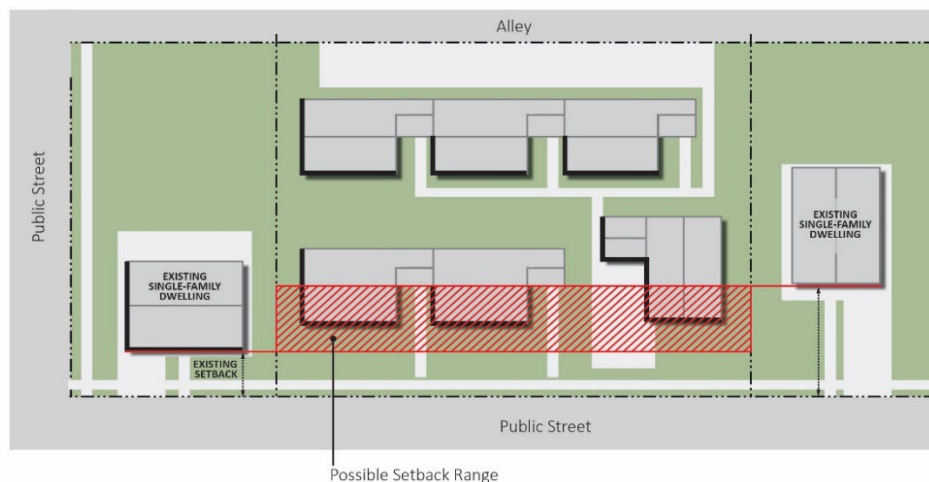 Alley
Public Street
EXISTING
SINGLE-FAMILY
DWELLING
EXISTING
SINGLE-FAMILY
DWELLING
EXISTING
SETBACK
Public Street
Possible Setback Range